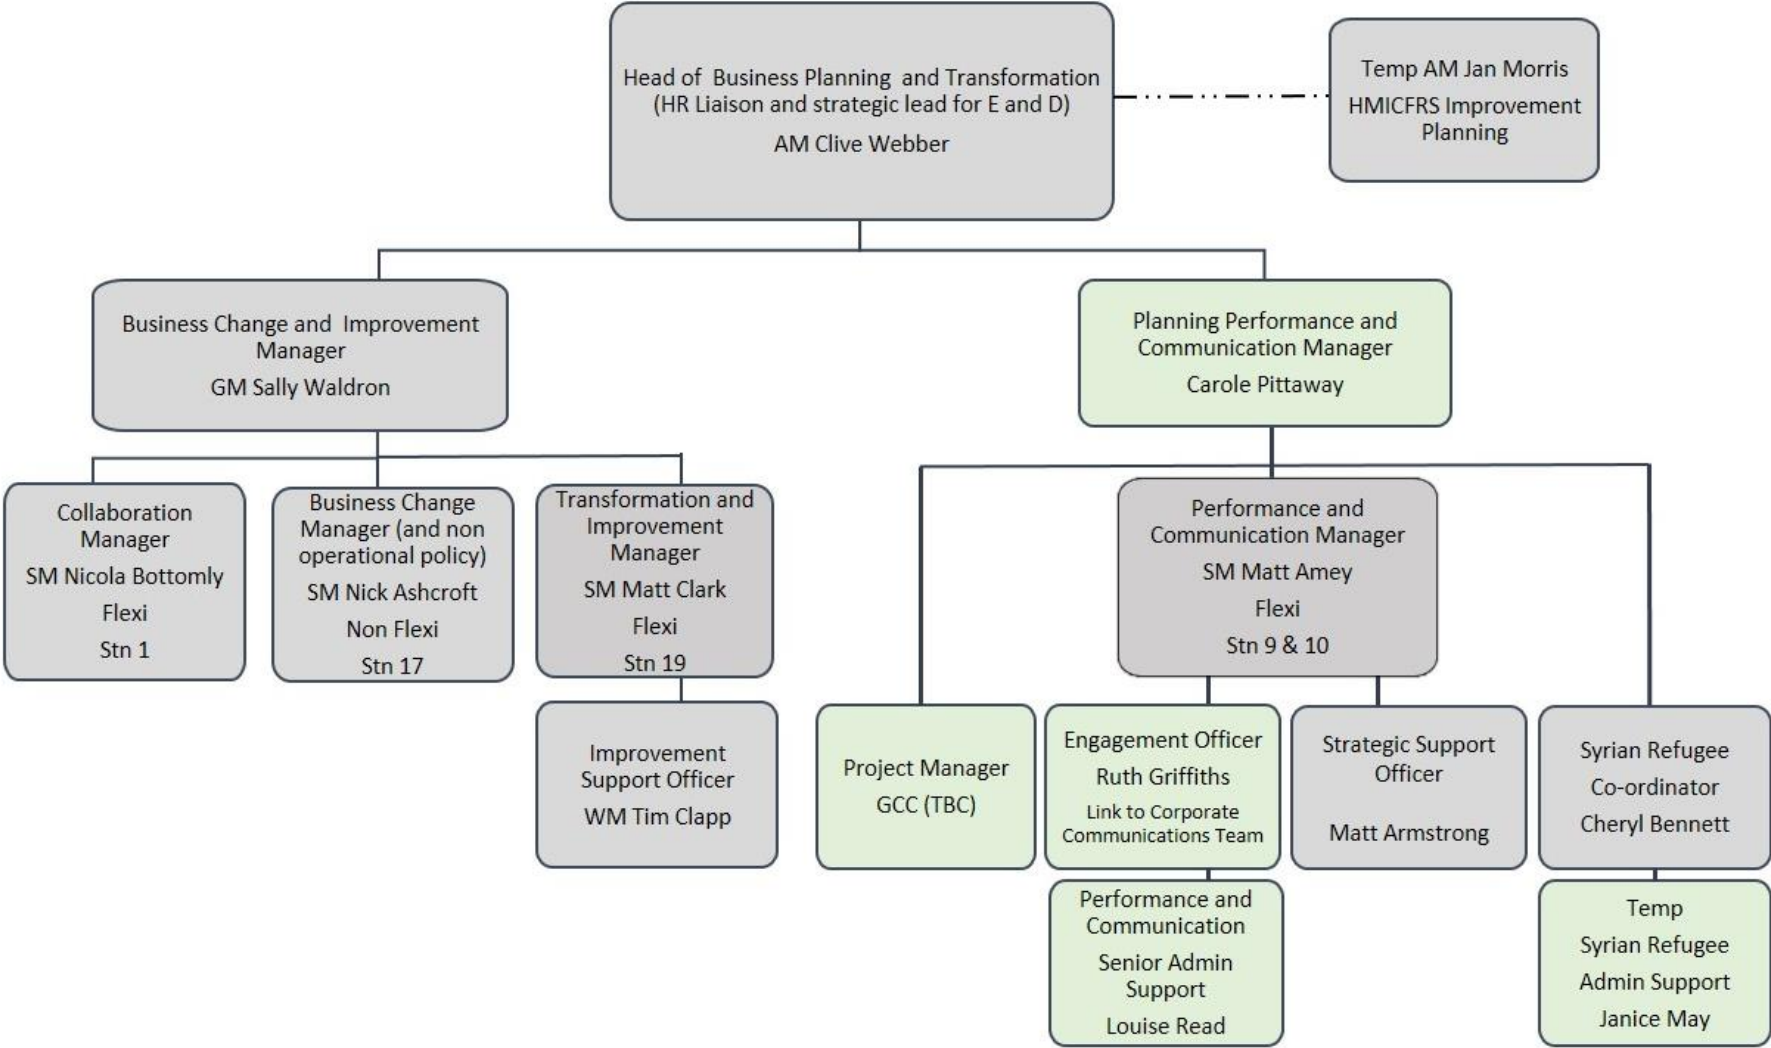 Head of Business Planning and Transformation
(HR Liaison and strategic lead for E and D)
AM Clive Webber
Temp AM Jan Morris
HMICFRS Improvement
Planning
Business Change and Improvement
Manager
GM Sally Waldron
Planning Performance and
Communication Manager
Carole Pittaway
Collaboration
Manager
SM Nicola Bottomly
Flexi
Stn 1
Business Change
Manager (and non
operational policy)
SM Nick Ashcroft
Non Flexi
Stn 17
Transformation and
Improvement
Manager
SM Matt Clark
Flexi
Stn 19
Performance and
Communication Manager
SM Matt Amey
Flexi
Stn 9 & 10
Improvement
Support Officer
WM Tim Clapp
Project Manager
GCC (TBC)
Engagement Officer
Ruth Griffiths
Link to Corporate
Communications Team
Strategic Support
Officer
Matt Armstrong
Syrian Refugee
Co-ordinator
Cheryl Bennett
Performance and
Communication
Senior Admin
Support
Louise Read
Temp
Syrian Refugee
Admin Support
Janice May